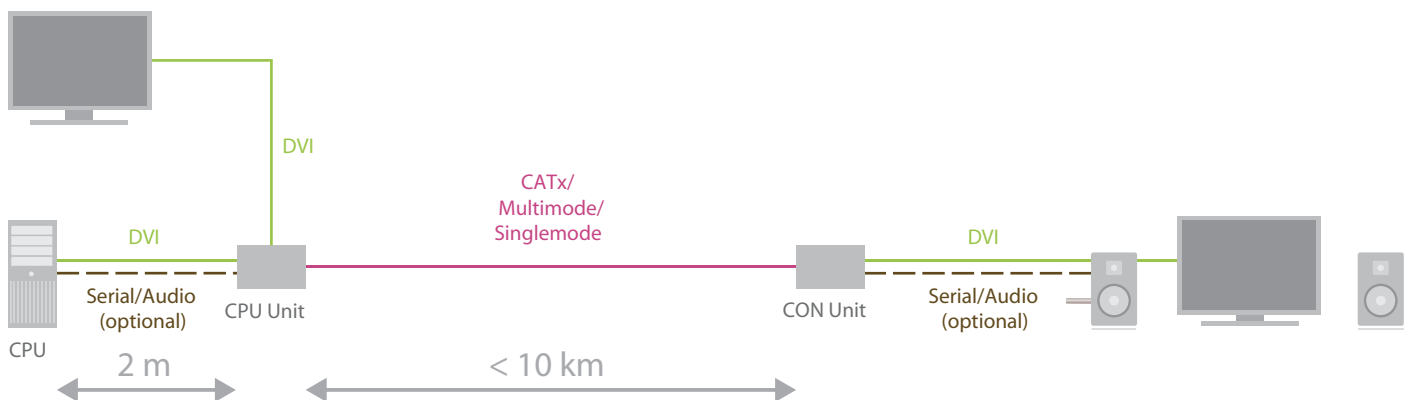 DVI
CATx/
Multimode/
Singlemode
DVI
DVI
Serial/Audio
(optional)
CPU Unit
CON Unit
Serial/Audio
(optional)
CPU
2 m
< 10 km